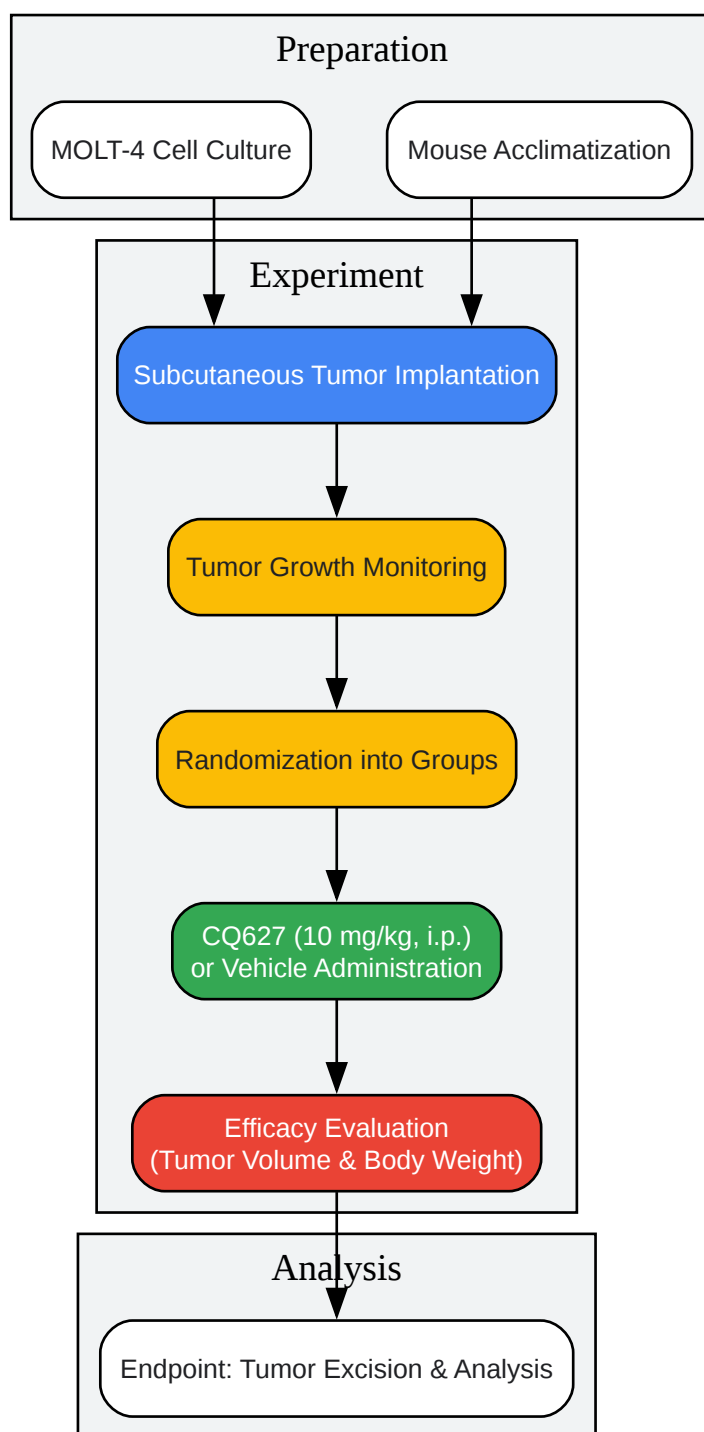 Preparation
MOLT-4 Cell Culture
Mouse Acclimatization
Experiment
Subcutaneous Tumor Implantation
Tumor Growth Monitoring
Randomization into Groups
CQ627 (10 mg/kg, i.p.)
or Vehicle Administration
Efficacy Evaluation
(Tumor Volume & Body Weight)
Analysis
Endpoint: Tumor Excision & Analysis